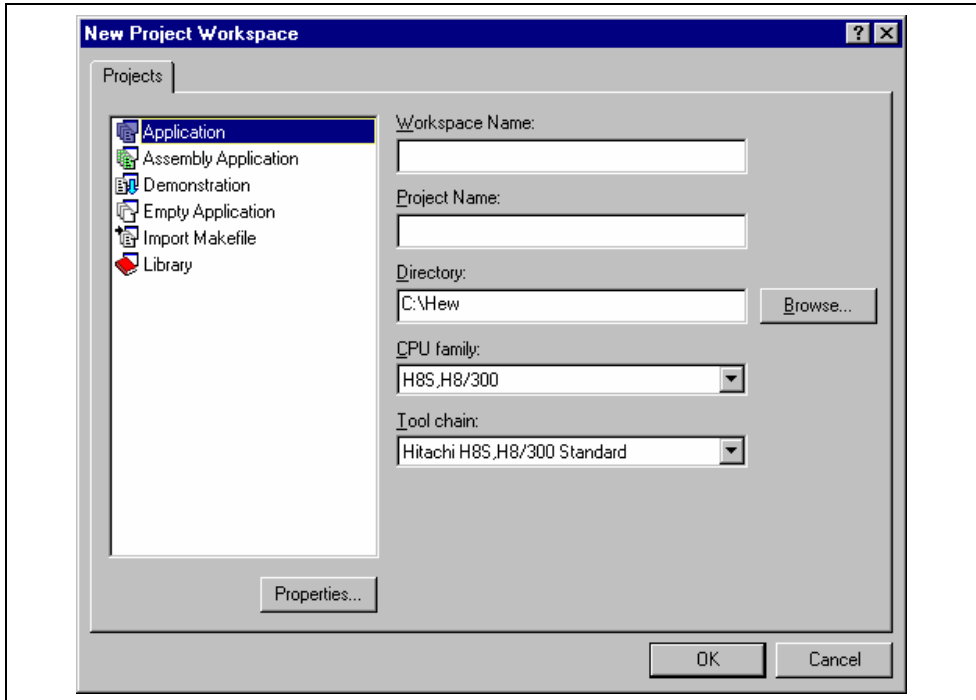 New Project Workspace
Projects
Application
Assembly Application
Demonstration
Empty Application
Import Makefile
Library
Properties...
Workspace Name:
Project Name:
Directory:
C:\Hew
Browse...
CPU family:
H8S,H8/300
Tool chain:
Hitachi H8S,H8/300 Standard
OK
Cancel